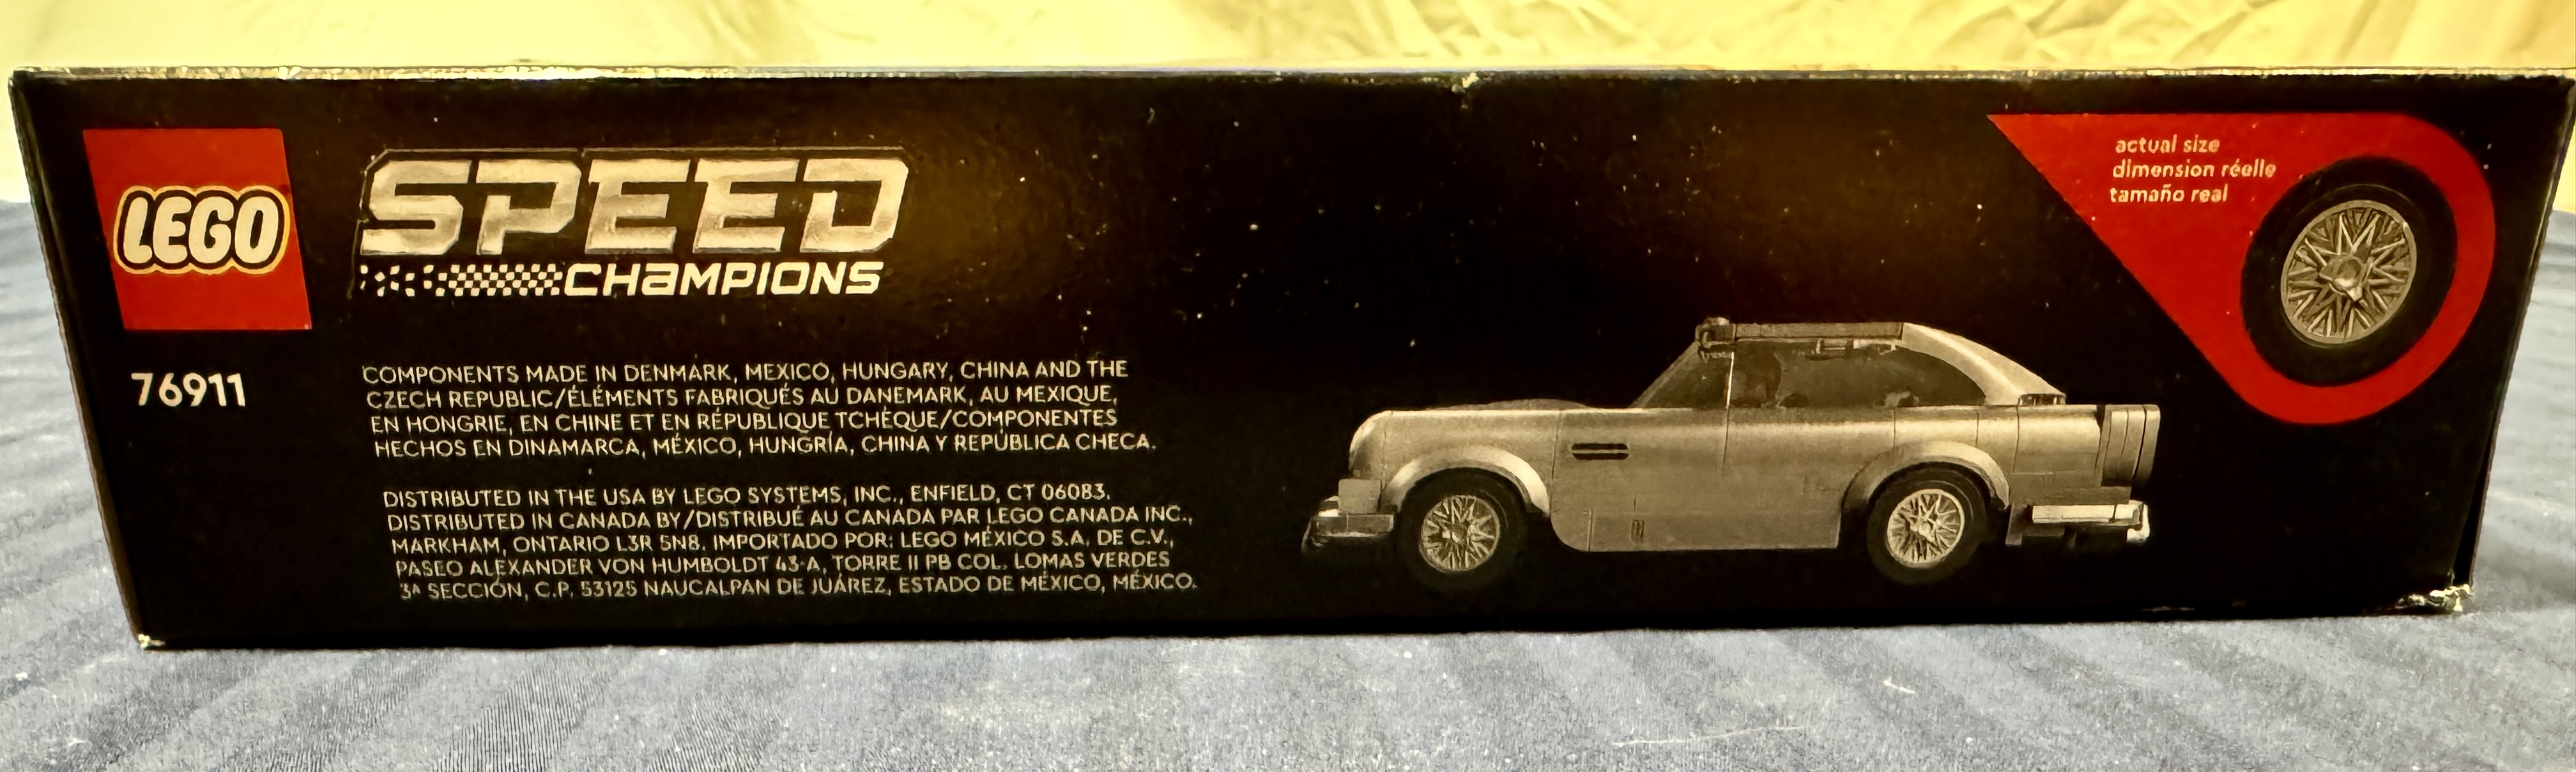 LEGO
SPEED
CHAMPIONS
76911
COMPONENTS MADE IN DENMARK, MEXICO, HUNGARY, CHINA AND THE
CZECH REPUBLIC/ÉLÉMENTS FABRIQUÉS AU DANEMARK, AU MEXIQUE,
EN HONGRIE, EN CHINE ET EN RÉPUBLIQUE TCHÈQUE/COMPONENTES
HECHOS EN DINAMARCA, MÉXICO, HUNGRÍA, CHINA Y REPÚBLICA CHECA.
DISTRIBUTED IN THE USA BY LEGO SYSTEMS, INC., ENFIELD, CT 06083.
DISTRIBUTED IN CANADA BY/DISTRIBUÉ AU CANADA PAR LEGO CANADA INC.,
MARKHAM, ONTARIO L3R 5N8. IMPORTADO POR: LEGO MÉXICO S.A. DE C.V.,
PASEO ALEXANDER VON HUMBOLDT 43-A, TORRE II PB COL. LOMAS VERDES
3ᴬ SECCIÓN, C.P. 53125 NAUCALPAN DE JUÁREZ, ESTADO DE MÉXICO, MÉXICO.
actual size
dimension réelle
tamaño real